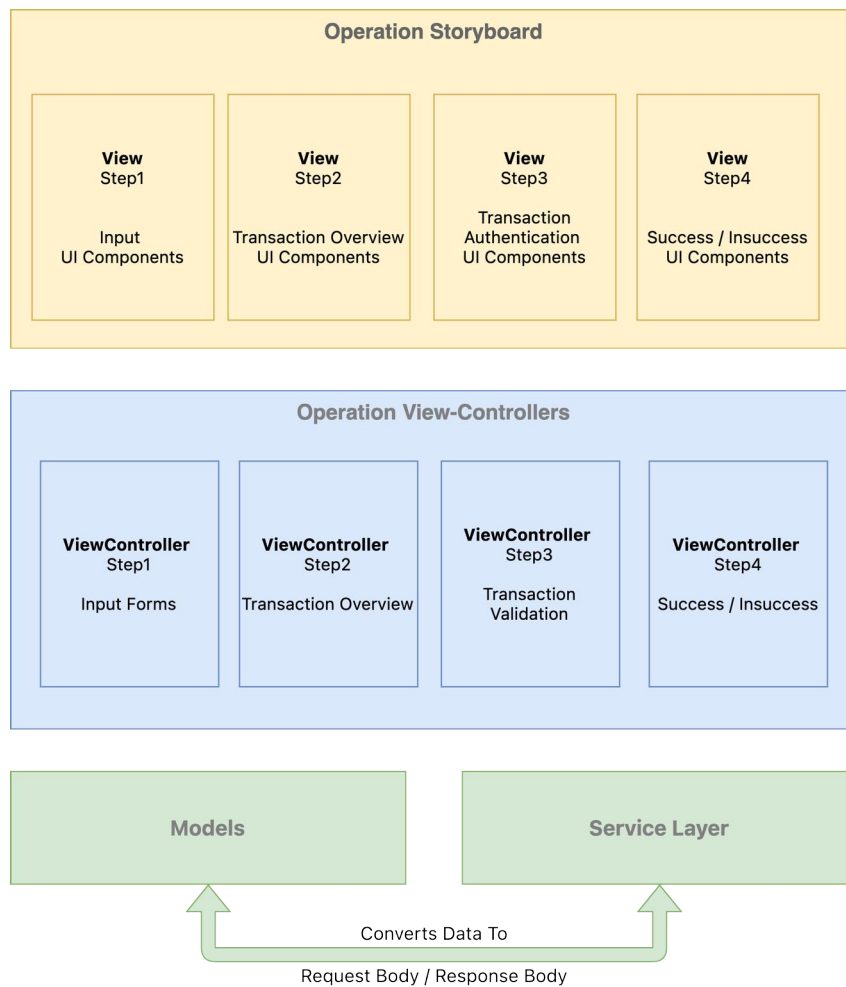 Operation Storyboard
View
Step1
Input
UI Components
View
Step2
Transaction Overview
UI Components
View
Step3
Transaction
Authentication
UI Components
View
Step4
Success / Insuccess
UI Components
Operation View-Controllers
ViewController
Step1
Input Forms
ViewController
Step2
Transaction Overview
ViewController
Step3
Transaction
Validation
ViewController
Step4
Success / Insuccess
Models
Service Layer
Converts Data To
Request Body / Response Body